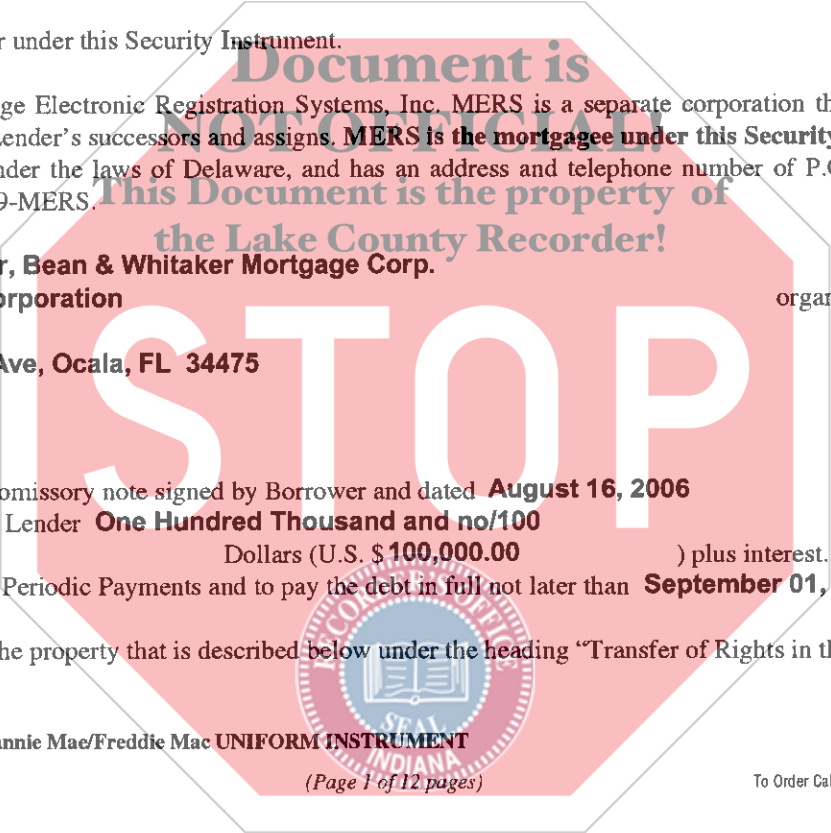 r under this Security Instrument.
Document is
ge Electronic Registration Systems, Inc. MERS is a separate corporation th
NOT OFFICIAL!
ender's successors and assigns. MERS is the mortgagee under this Security
nder the laws of Delaware, and has an address and telephone number of P.O
This Document is the property of
9-MERS.
the Lake County Recorder!
r, Bean & Whitaker Mortgage Corp.
orporation organ
Ave, Ocala, FL 34475
STOP
omissory note signed by Borrower and dated August 16, 2006
Lender One Hundred Thousand and no/100
Dollars (U.S. $ 100,000.00 ) plus interest.
Periodic Payments and to pay the debt in full not later than September 01,
RECORDER'S OFFICE
he property that is described below under the heading “Transfer of Rights in th
SEAL
INDIANA
annie Mae/Freddie Mac UNIFORM INSTRUMENT
(Page 1 of 12 pages) To Order Cal